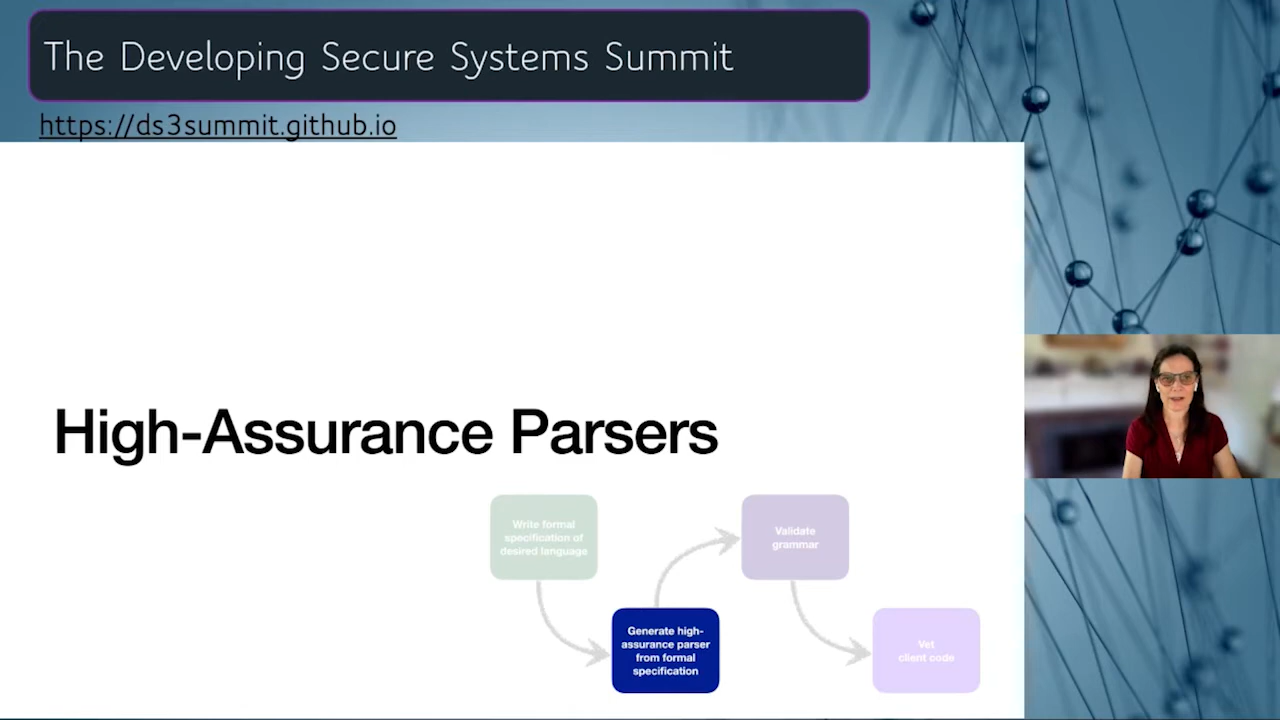 The Developing Secure Systems Summit
https://ds3summit.github.io
High-Assurance Parsers
Write formal
specification of
desired language
Validate
grammar
Generate high-
assurance parser
from formal
specification
Vet
client code